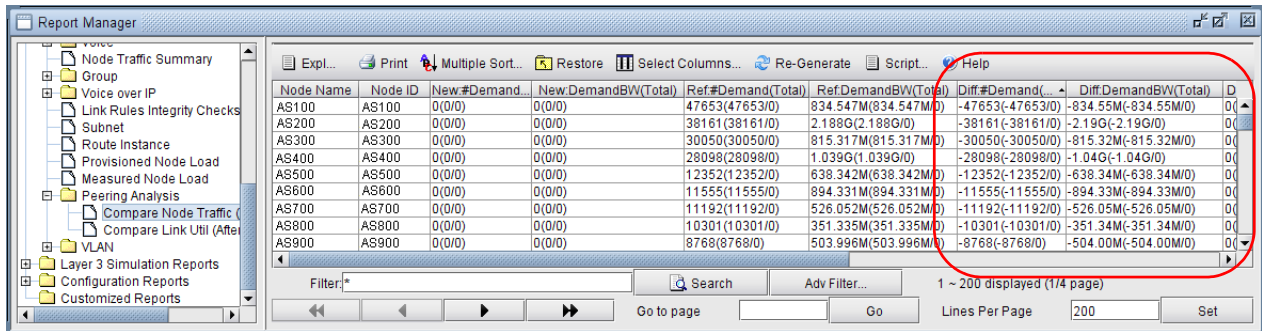 Report Manager
Voice
Node Traffic Summary
Group
Voice over IP
Link Rules Integrity Checks
Subnet
Route Instance
Provisioned Node Load
Measured Node Load
Peering Analysis
Compare Node Traffic (
Compare Link Util (After
VLAN
Layer 3 Simulation Reports
Configuration Reports
Customized Reports
Expl... Print Multiple Sort... Restore Select Columns... Re-Generate Script... Help
Node Name Node ID New:#Demand... New:DemandBW(Total) Ref:#Demand(Total) Ref:DemandBW(Total) Diff:#Demand(... Diff:DemandBW(Total) D
AS100 AS100 0(0/0) 0(0/0) 47653(47653/0) 834.547M(834.547M/0) -47653(-47653/0) -834.55M(-834.55M/0) 0(
AS200 AS200 0(0/0) 0(0/0) 38161(38161/0) 2.188G(2.188G/0) -38161(-38161/0) -2.19G(-2.19G/0) 0(
AS300 AS300 0(0/0) 0(0/0) 30050(30050/0) 815.317M(815.317M/0) -30050(-30050/0) -815.32M(-815.32M/0) 0(
AS400 AS400 0(0/0) 0(0/0) 28098(28098/0) 1.039G(1.039G/0) -28098(-28098/0) -1.04G(-1.04G/0) 0(
AS500 AS500 0(0/0) 0(0/0) 12352(12352/0) 638.342M(638.342M/0) -12352(-12352/0) -638.34M(-638.34M/0) 0(
AS600 AS600 0(0/0) 0(0/0) 11555(11555/0) 894.331M(894.331M/0) -11555(-11555/0) -894.33M(-894.33M/0) 0(
AS700 AS700 0(0/0) 0(0/0) 11192(11192/0) 526.052M(526.052M/0) -11192(-11192/0) -526.05M(-526.05M/0) 0(
AS800 AS800 0(0/0) 0(0/0) 10301(10301/0) 351.335M(351.335M/0) -10301(-10301/0) -351.34M(-351.34M/0) 0(
AS900 AS900 0(0/0) 0(0/0) 8768(8768/0) 503.996M(503.996M/0) -8768(-8768/0) -504.00M(-504.00M/0) 0(
Filter:* Search Adv Filter... 1 ~ 200 displayed (1/4 page)
Go to page Go Lines Per Page 200 Set